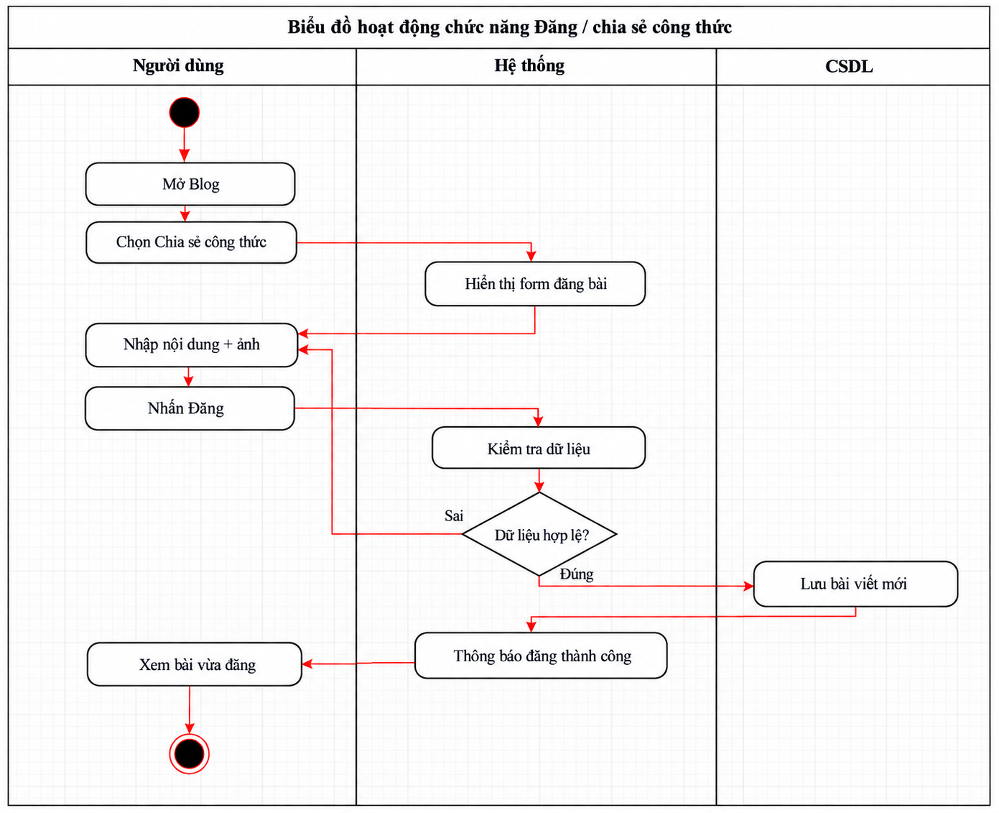 Biểu đồ hoạt động chức năng Đăng / chia sẻ công thức
Người dùng
Hệ thống
CSDL
Mở Blog
Chọn Chia sẻ công thức
Hiển thị form đăng bài
Nhập nội dung + ảnh
Nhấn Đăng
Kiểm tra dữ liệu
Sai
Dữ liệu hợp lệ?
Đúng
Lưu bài viết mới
Thông báo đăng thành công
Xem bài vừa đăng